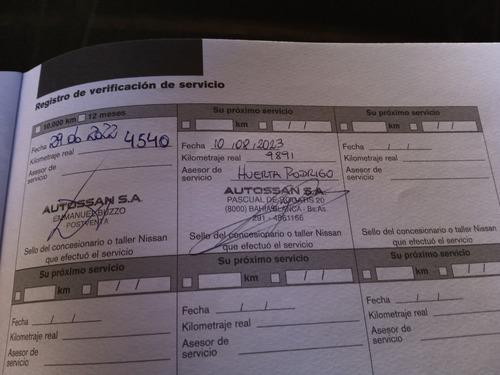 Registro de verificación de servicio
10.000 km 12 meses
Fecha 29 06 2022 4540
Kilometraje real
Asesor de
servicio
AUTOSSAN S.A.
EMMANUEL BUZZO
POSTVENTA
Sello del concesionario o taller Nissan
que efectuó el servicio
Su próximo servicio
km / /
Fecha 10 / 08 / 2023
Kilometraje real 9891
Asesor de HUERTA RODRIGO
servicio
AUTOSSAN S.A.
PASCUAL DE ROGATIS 20
(8000) BAHIA BLANCA - Bs.As.
291 - 4961166
Sello del concesionario o taller Nissan
que efectuó el servicio
Su próximo servicio
km / /
Fecha / /
Kilometraje real
Asesor de
servicio
Sello del concesionario o taller Nissan
que efectuó el servicio
Su próximo servicio
km / /
Fecha / /
Kilometraje real
Asesor de
servicio
Su próximo servicio
km / /
Fecha / /
Kilometraje real
Asesor de
servicio
Su próximo servicio
km / /
Fecha / /
Kilometraje real
Asesor de
servicio